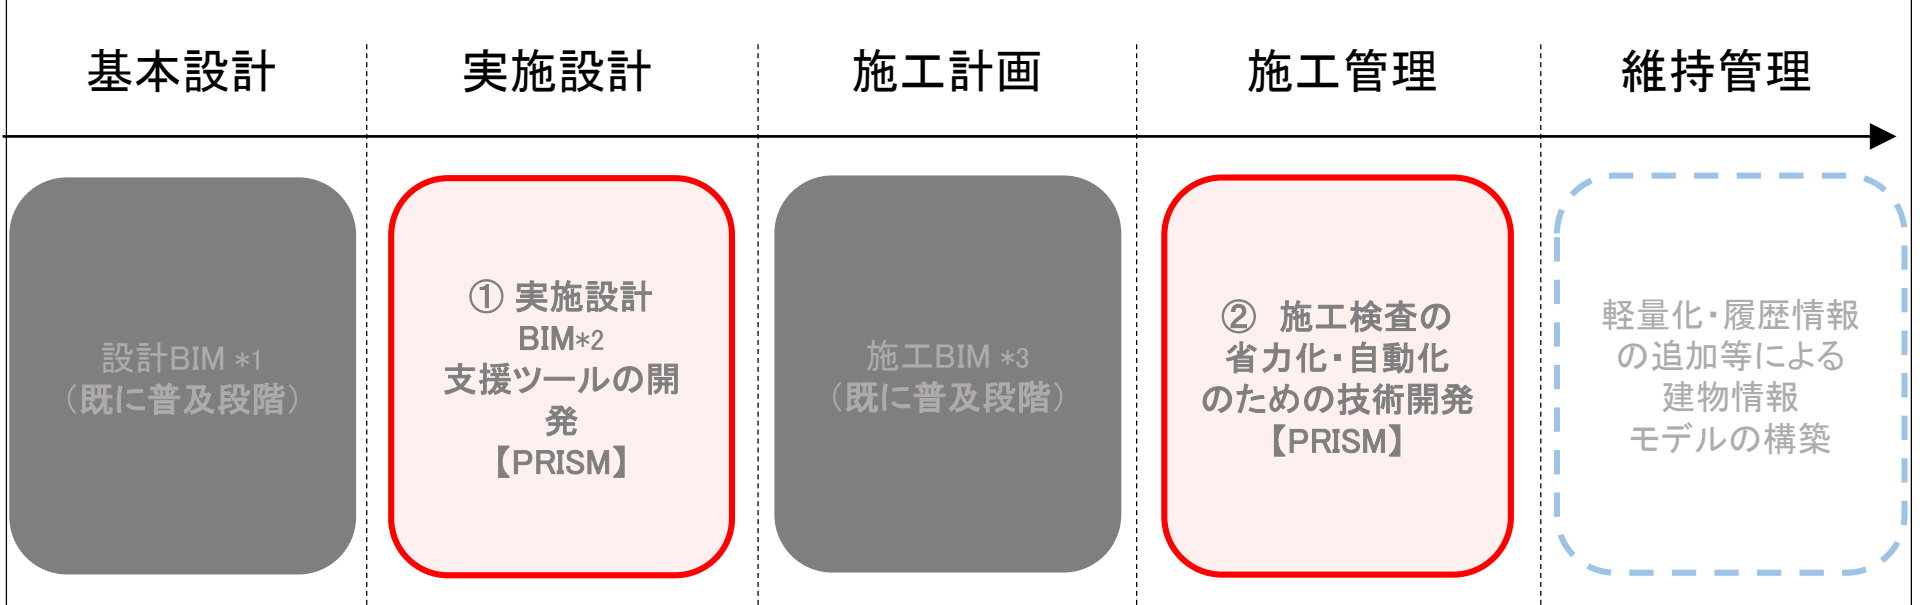 基本設計
実施設計
施工計画
施工管理
維持管理
設計BIM *1
（既に普及段階）
① 実施設計
BIM*2
支援ツールの開
発
【PRISM】
施工BIM *3
（既に普及段階）
② 施工検査の
省力化・自動化
のための技術開発
【PRISM】
軽量化・履歴情報
の追加等による
建物情報
モデルの構築